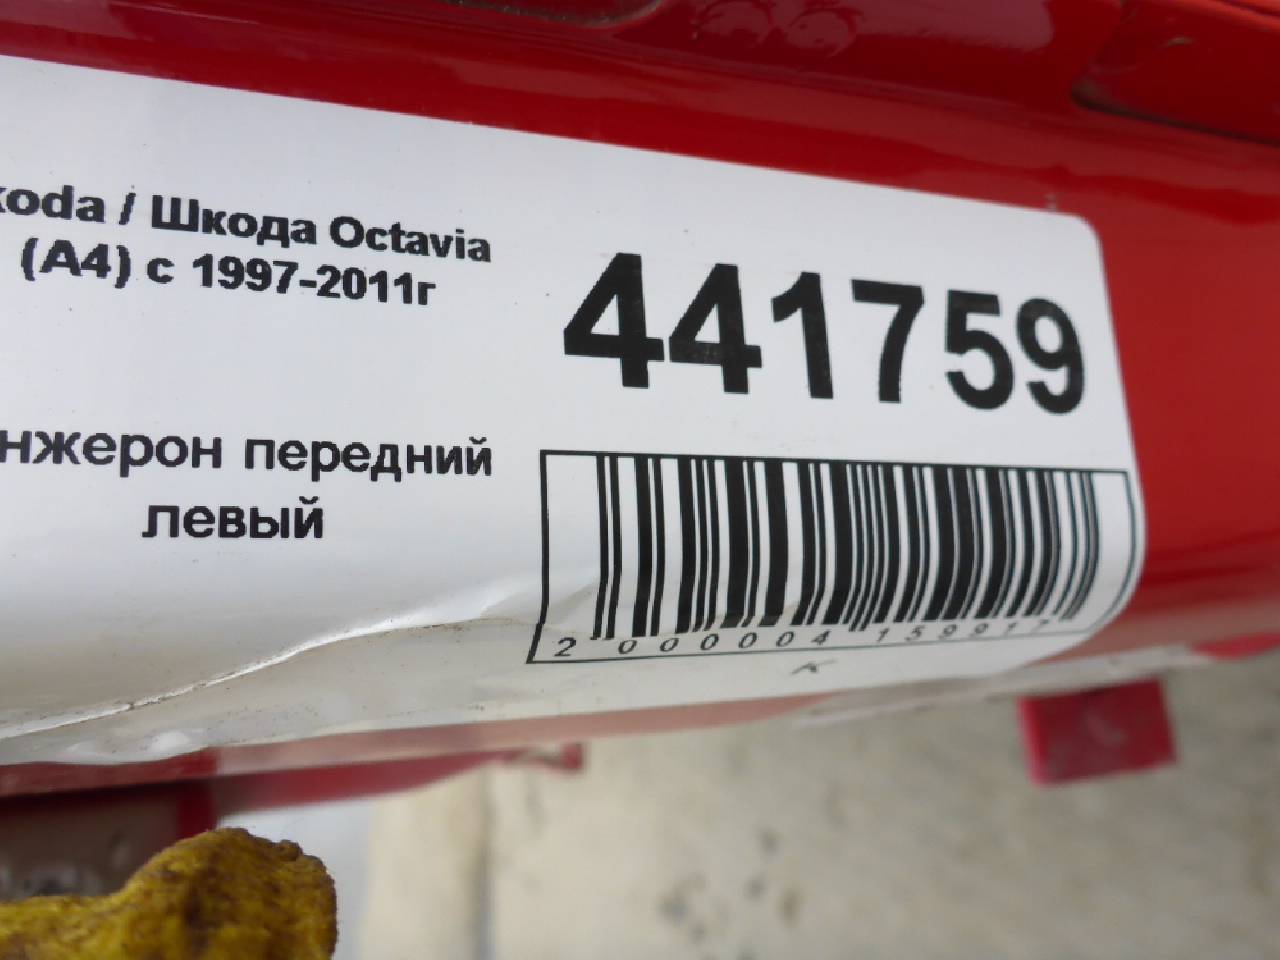 koda / Шкода Octavia
(A4) с 1997-2011г
441759
нжерон передний
левый
2 000004 159917